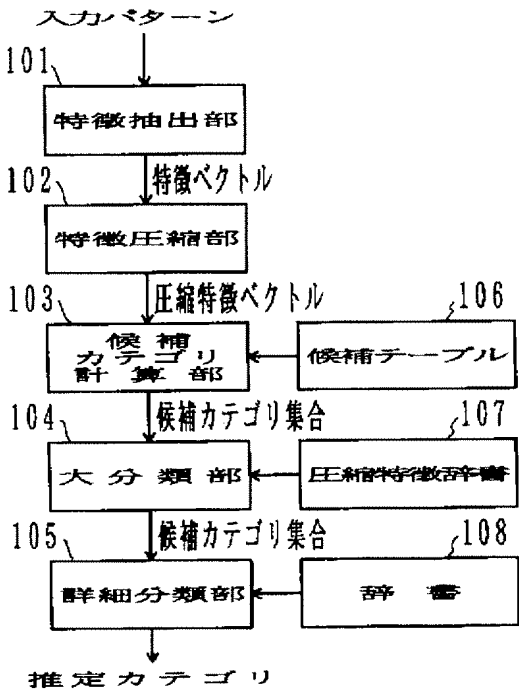 入力パターン
101
特徴抽出部
102
特徴ベクトル
特徴圧縮部
103
圧縮特徴ベクトル
106
候補
カテゴリ
計算部
候補テーブル
104
候補カテゴリ集合
107
大分類部
圧縮特徴辞書
105
候補カテゴリ集合
108
詳細分類部
辞書
推定カテゴリ